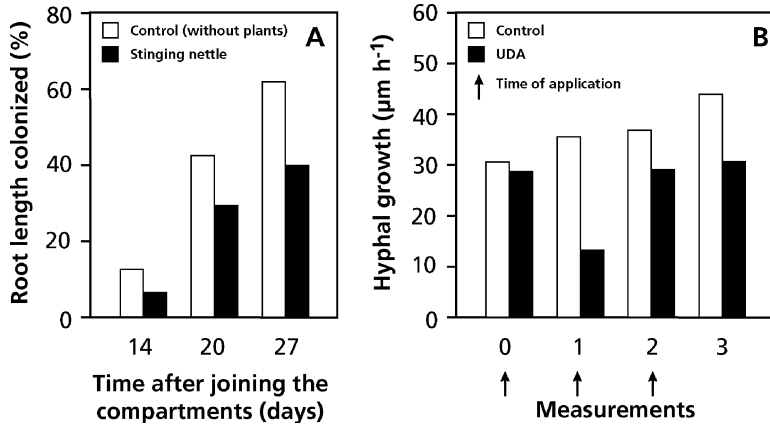 A
Control (without plants)
Stinging nettle
Root length colonized (%)
80
60
40
20
0
14 20 27
Time after joining the
compartments (days)
B
Control
UDA
Time of application
Hyphal growth (µm h-1)
60
50
40
30
20
10
0
0 1 2 3
Measurements